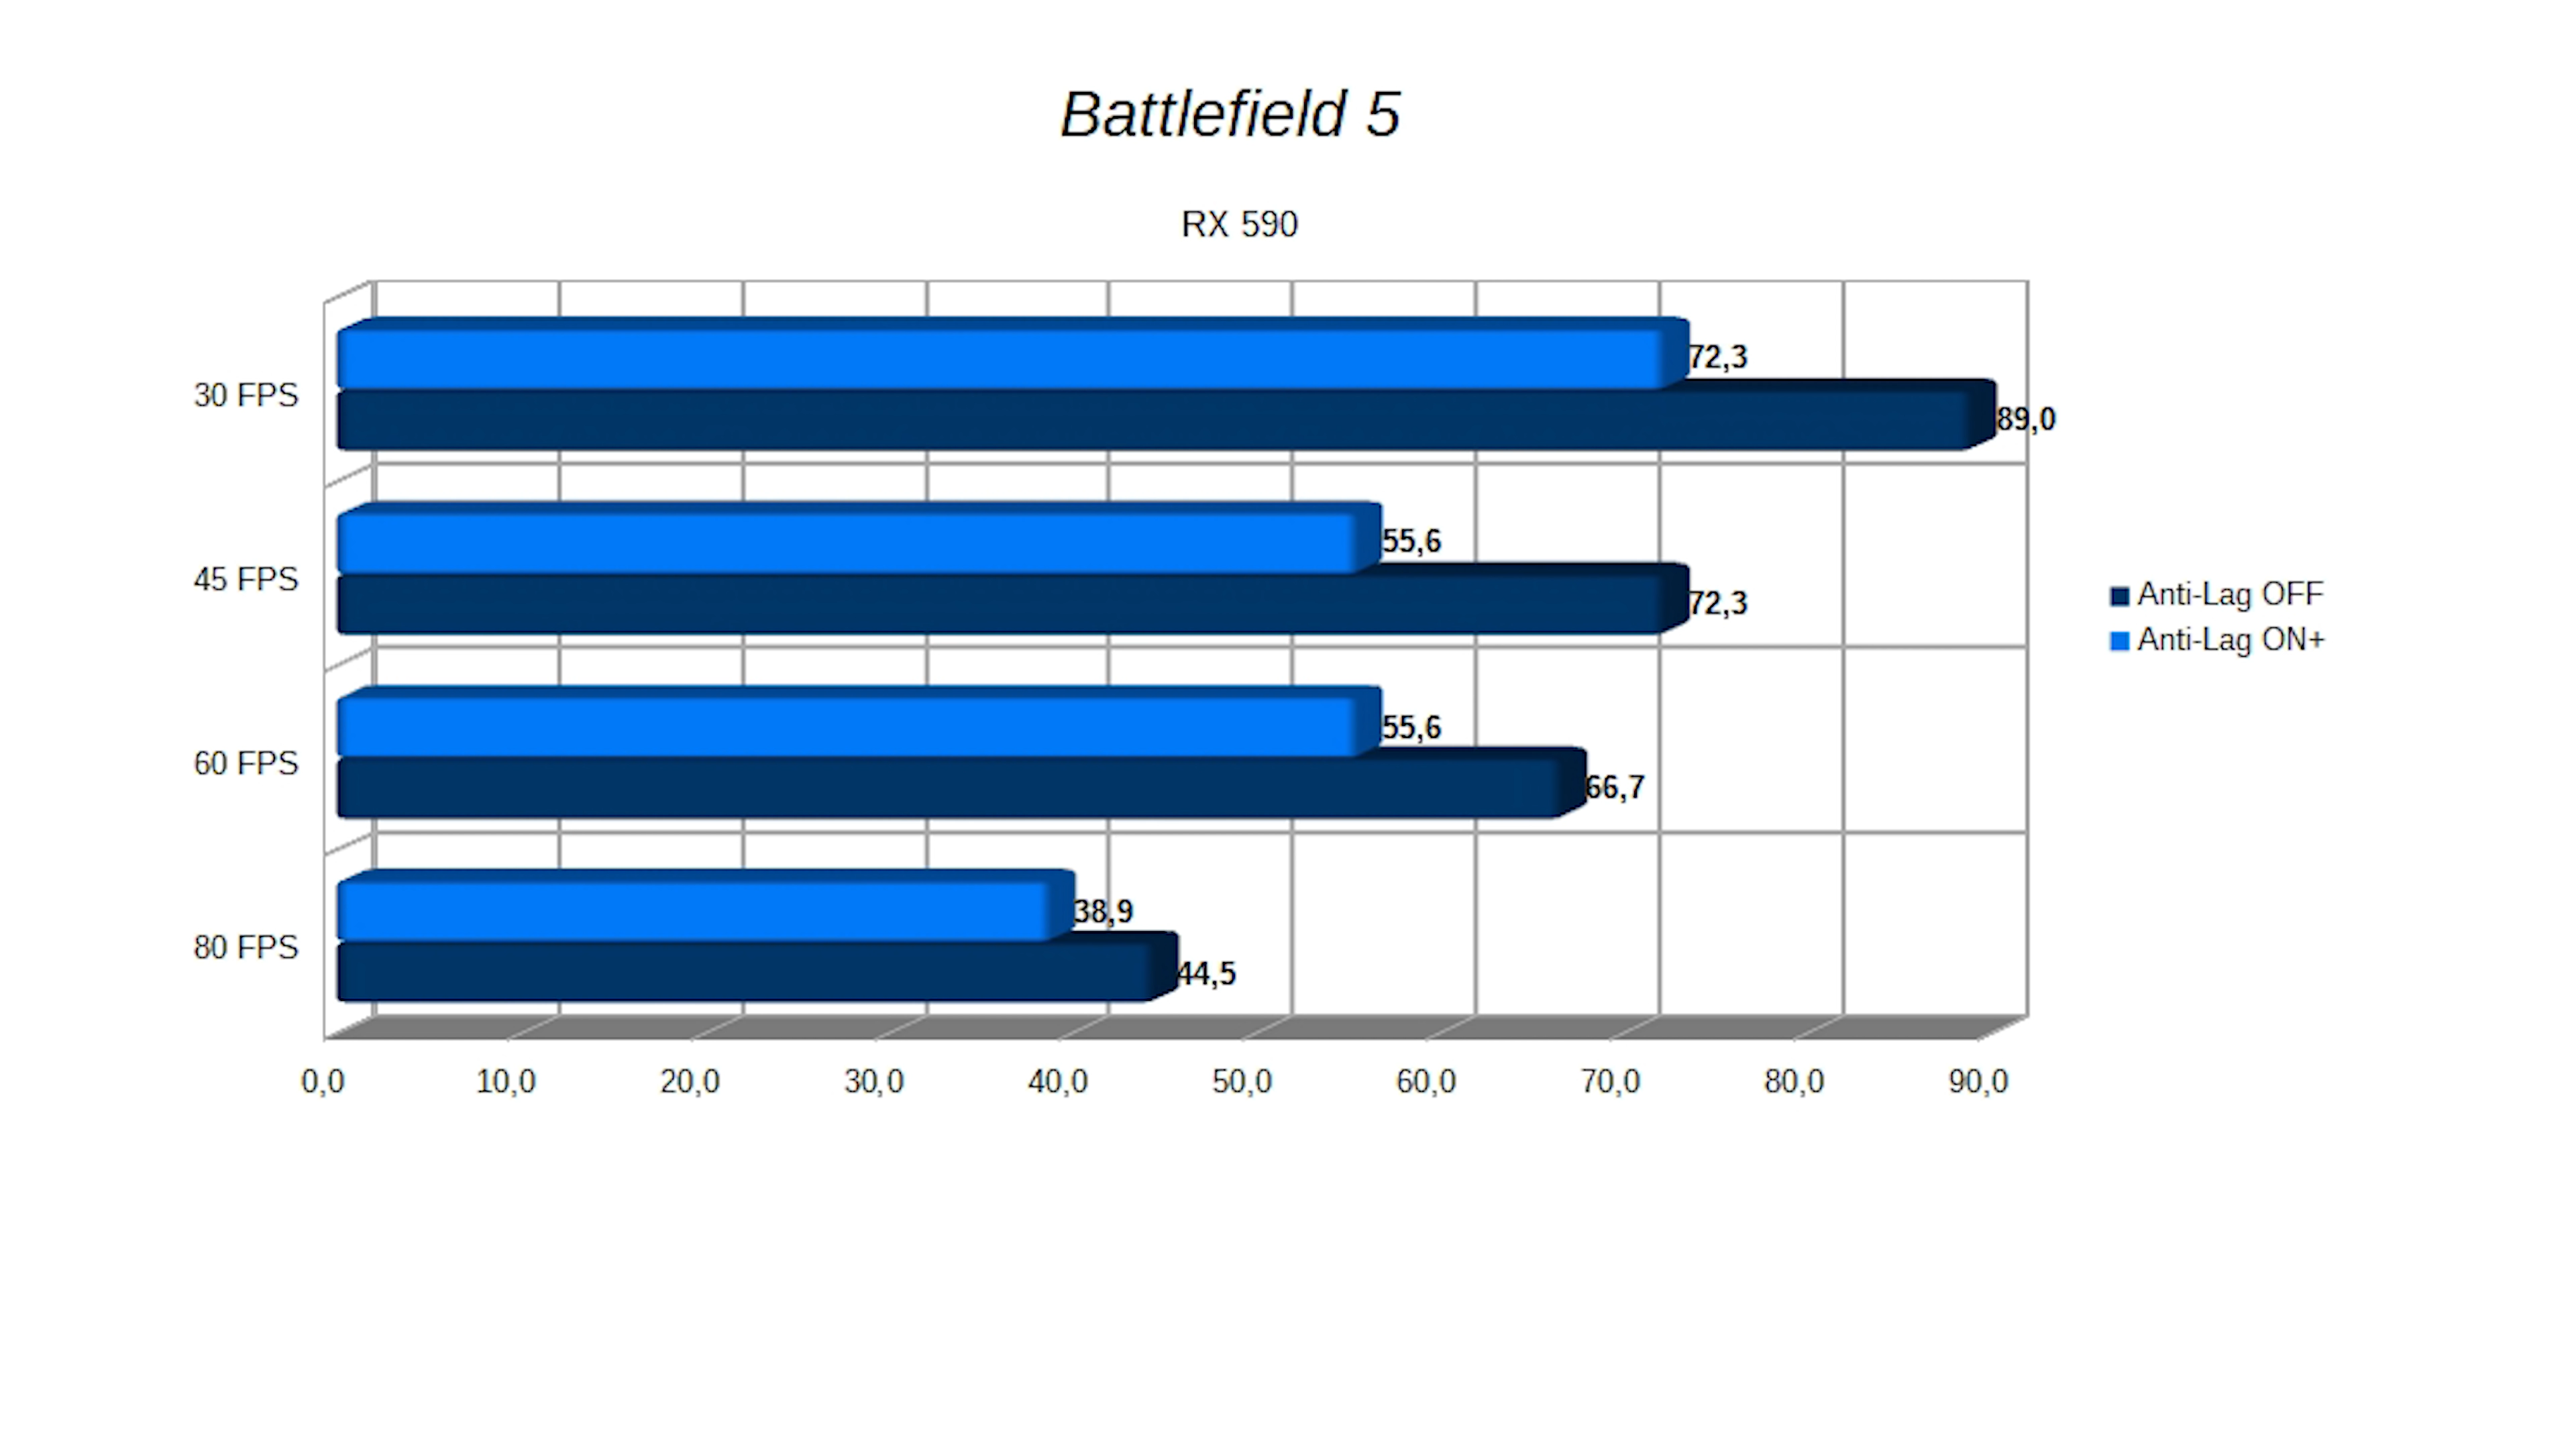 Battlefield 5
RX 590
30 FPS
72,3
89,0
45 FPS
55,6
72,3
60 FPS
55,6
66,7
80 FPS
38,9
44,5
Anti-Lag OFF
Anti-Lag ON+
0,0 10,0 20,0 30,0 40,0 50,0 60,0 70,0 80,0 90,0